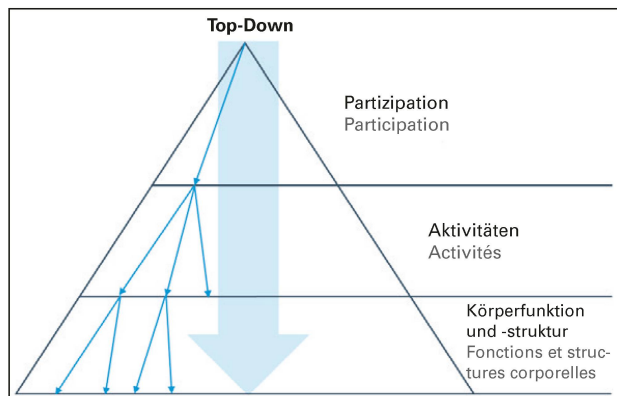 Top-Down
Partizipation
Participation
Aktivitäten
Activités
Körperfunktion
und -struktur
Fonctions et struc-
tures corporelles